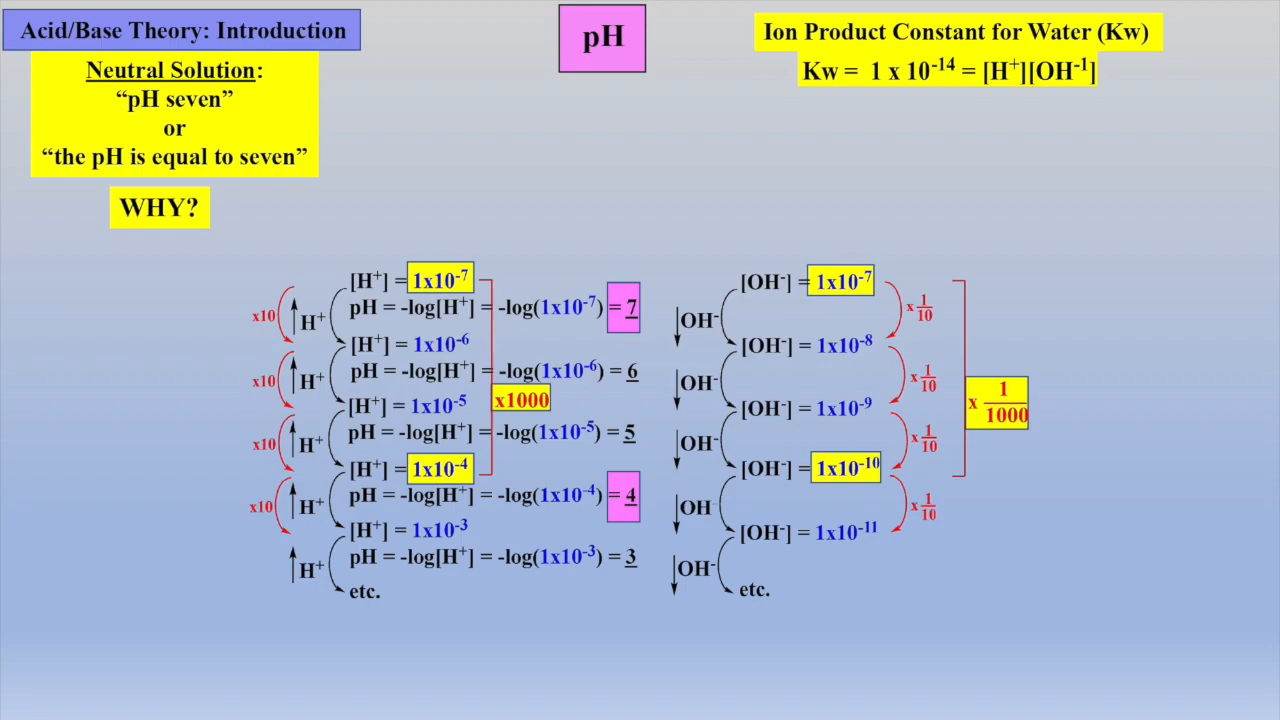 Acid/Base Theory: Introduction
pH
Ion Product Constant for Water (Kw)
Kw = 1 x 10⁻¹⁴ = [H⁺][OH⁻¹]
Neutral Solution:
“pH seven”
or
“the pH is equal to seven”
WHY?
[H⁺] = 1x10⁻⁷
pH = -log[H⁺] = -log(1x10⁻⁷) = 7
x10
H⁺
[H⁺] = 1x10⁻⁶
pH = -log[H⁺] = -log(1x10⁻⁶) = 6
x10
H⁺
[H⁺] = 1x10⁻⁵
x1000
pH = -log[H⁺] = -log(1x10⁻⁵) = 5
x10
H⁺
[H⁺] = 1x10⁻⁴
pH = -log[H⁺] = -log(1x10⁻⁴) = 4
x10
H⁺
[H⁺] = 1x10⁻³
pH = -log[H⁺] = -log(1x10⁻³) = 3
H⁺
etc.
[OH⁻] = 1x10⁻⁷
OH⁻
x 1/10
[OH⁻] = 1x10⁻⁸
OH⁻
x 1/10
[OH⁻] = 1x10⁻⁹
x 1/1000
OH⁻
x 1/10
[OH⁻] = 1x10⁻¹⁰
OH
x 1/10
[OH⁻] = 1x10⁻¹¹
OH⁻
etc.